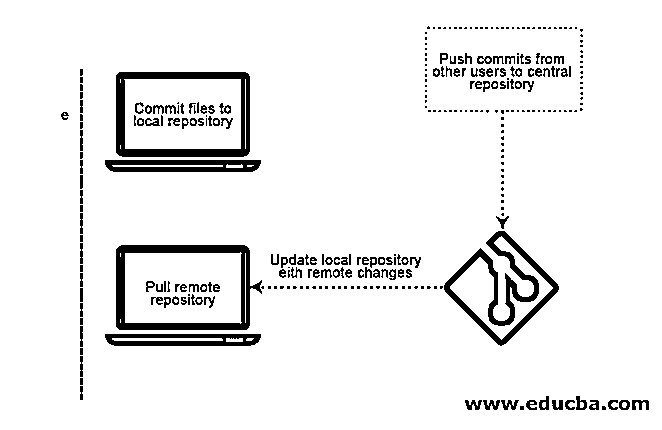 Push commits from
other users to central
repository
e
Commit files to
local repository
Update local repository
eith remote changes
Pull remote
repository
www.educba.com